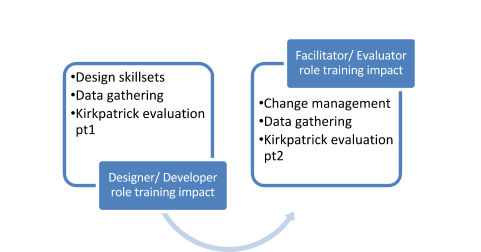 •Design skillsets
•Data gathering
•Kirkpatrick evaluation
pt1
Designer/ Developer
role training impact
Facilitator/ Evaluator
role training impact
•Change management
•Data gathering
•Kirkpatrick evaluation
pt2